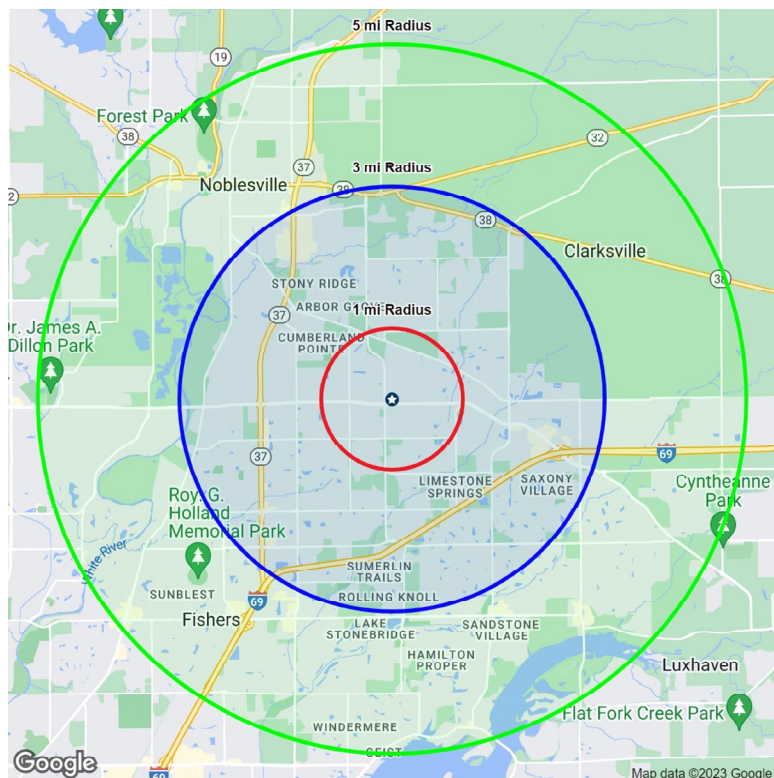 5 mi Radius
19
Forest Park
38
37
32
3 mi Radius
Noblesville
38
2
38
Clarksville
38
STONY RIDGE
ARBOR GROVE
1 mi Radius
37
CUMBERLAND
POINTE
Dr. James A.
Dillon Park
37
69
LIMESTONE
SPRINGS
SAXONY
VILLAGE
Cyntheanne
Park
Roy G.
Holland
Memorial Park
White River
SUNBLEST
SUMERLIN
TRAILS
69
ROLLING KNOLL
Fishers
LAKE
STONEBRIDGE
SANDSTONE
VILLAGE
HAMILTON
PROPER
Luxhaven
Flat Fork Creek Park
WINDERMERE
GEIST
Google
69
Map data ©2023 Google